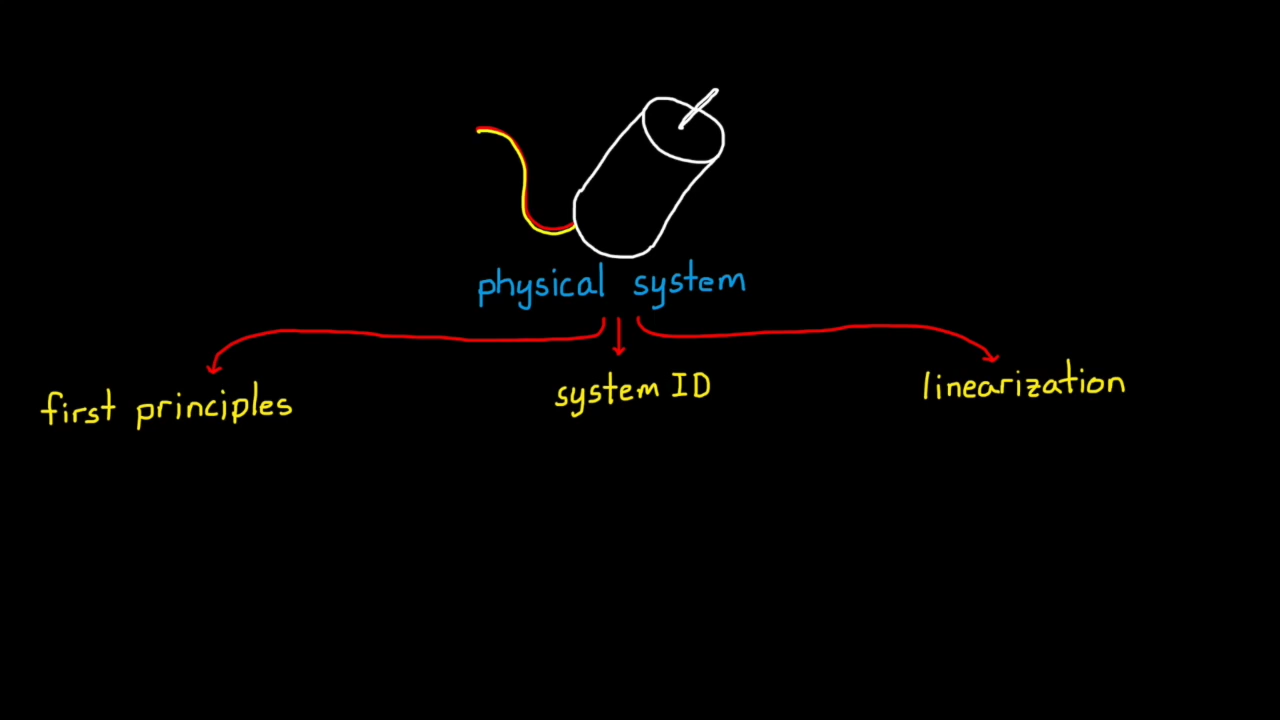 physical system
first principles
system ID
linearization